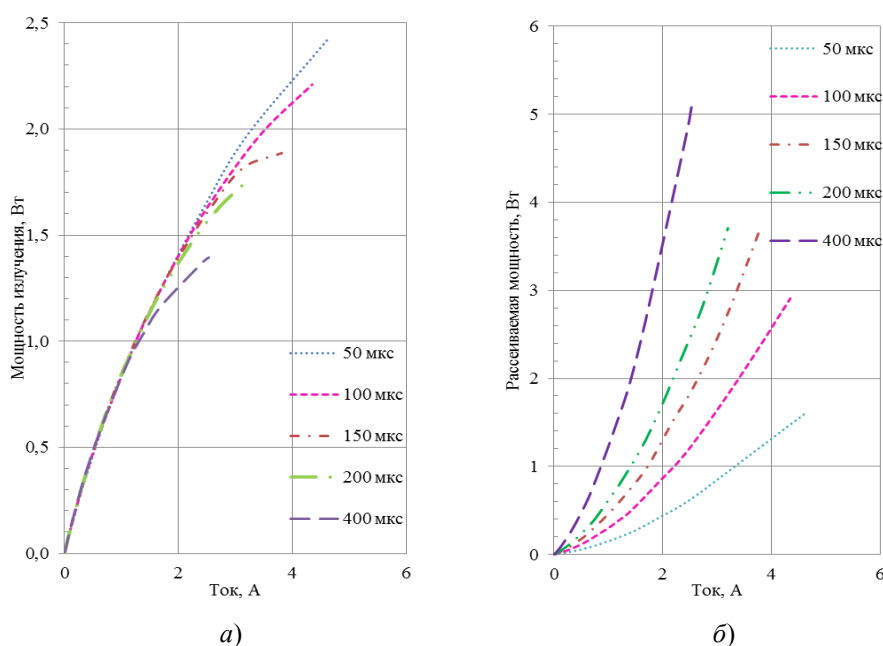 Мощность излучения, Вт
2,5
2,0
1,5
1,0
0,5
0,0
50 мкс
100 мкс
150 мкс
200 мкс
400 мкс
0 2 4 6
Ток, А
а)
Рассеиваемая мощность, Вт
6
5
4
3
2
1
0
50 мкс
100 мкс
150 мкс
200 мкс
400 мкс
0 2 4 6
Ток, А
б)